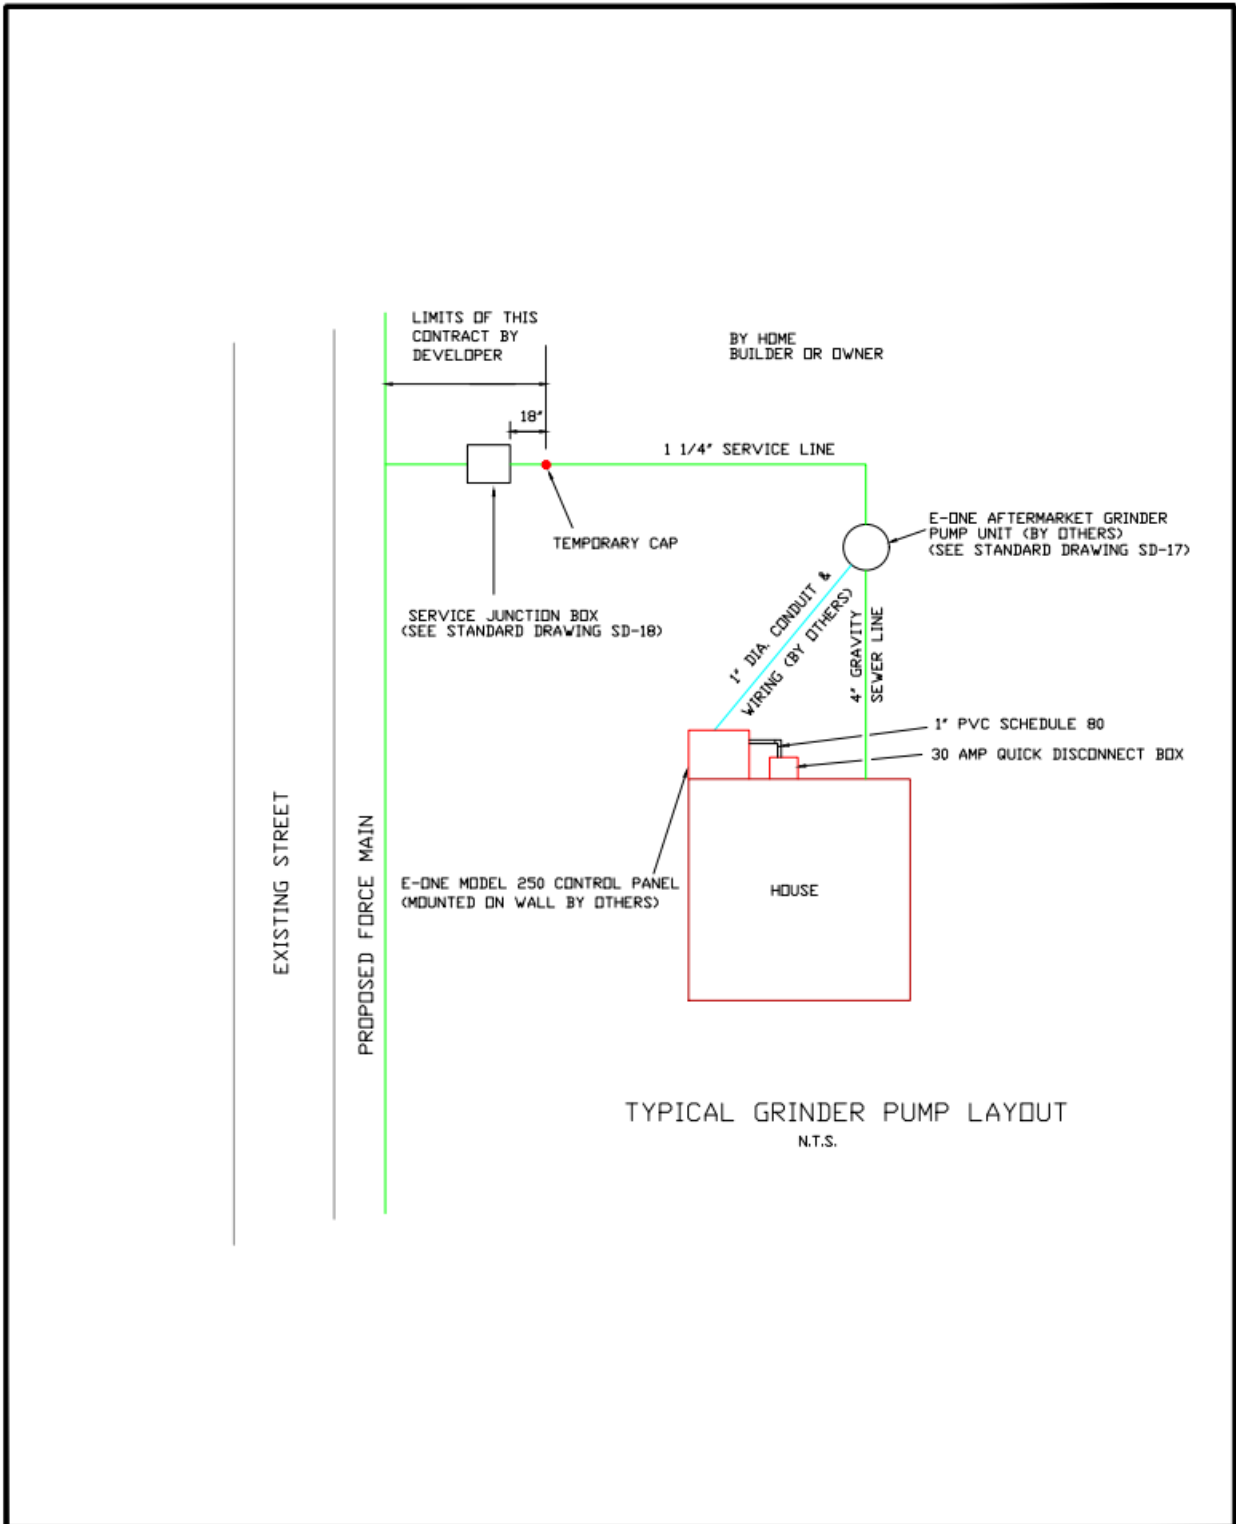 LIMITS OF THIS
CONTRACT BY
DEVELOPER
BY HOME
BUILDER OR OWNER
18"
1 1/4" SERVICE LINE
E-ONE AFTERMARKET GRINDER
PUMP UNIT (BY OTHERS)
(SEE STANDARD DRAWING SD-17)
TEMPORARY CAP
SERVICE JUNCTION BOX
(SEE STANDARD DRAWING SD-18)
1" DIA. CONDUIT &
WIRING (BY OTHERS)
4" GRAVITY
SEWER LINE
1" PVC SCHEDULE 80
30 AMP QUICK DISCONNECT BOX
EXISTING STREET
PROPOSED FORCE MAIN
E-ONE MODEL 250 CONTROL PANEL
(MOUNTED ON WALL BY OTHERS)
HOUSE
TYPICAL GRINDER PUMP LAYOUT
N.T.S.